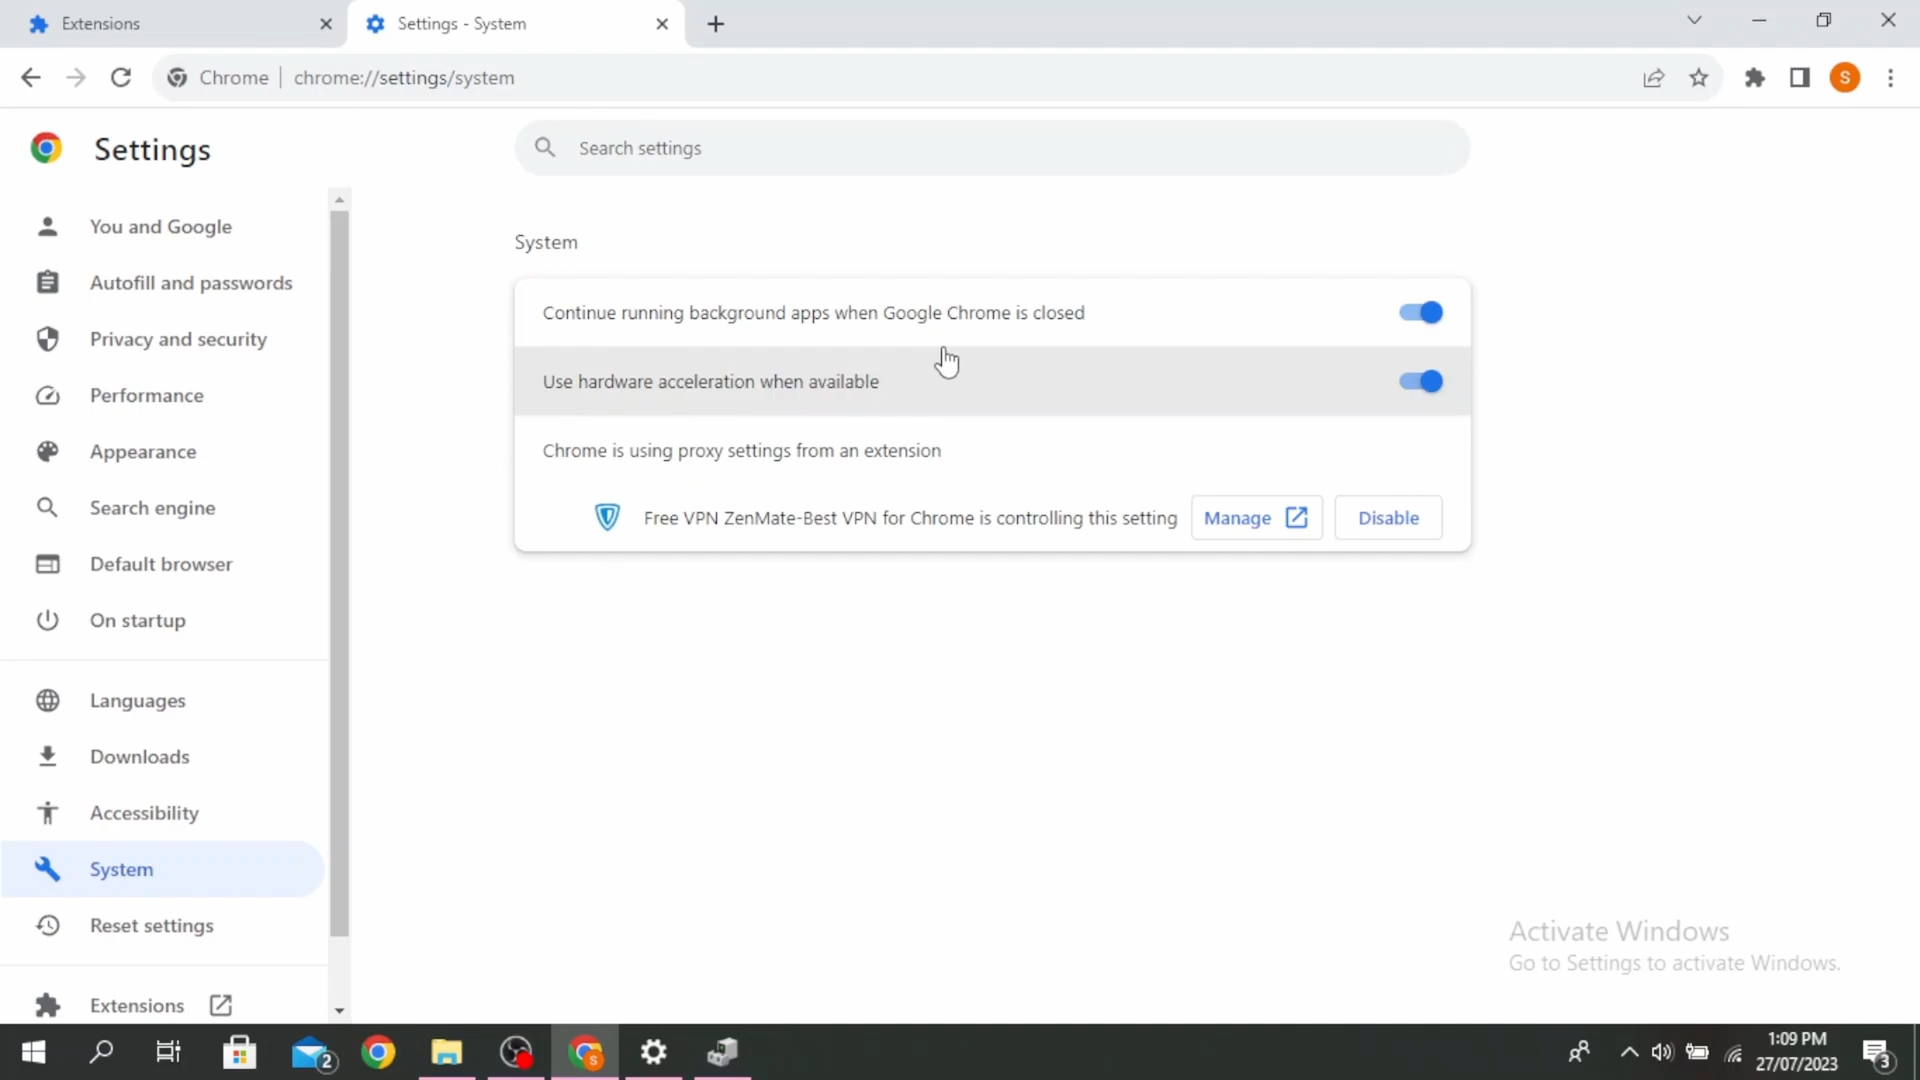 Extensions
Settings - System
Chrome
chrome://settings/system
S
Settings
Search settings
You and Google
Autofill and passwords
Privacy and security
Performance
Appearance
Search engine
Default browser
On startup
Languages
Downloads
Accessibility
System
Reset settings
Extensions
System
Continue running background apps when Google Chrome is closed
Use hardware acceleration when available
Chrome is using proxy settings from an extension
Free VPN ZenMate-Best VPN for Chrome is controlling this setting
Manage
Disable
Activate Windows
Go to Settings to activate Windows.
2
S
1:09 PM
27/07/2023
3